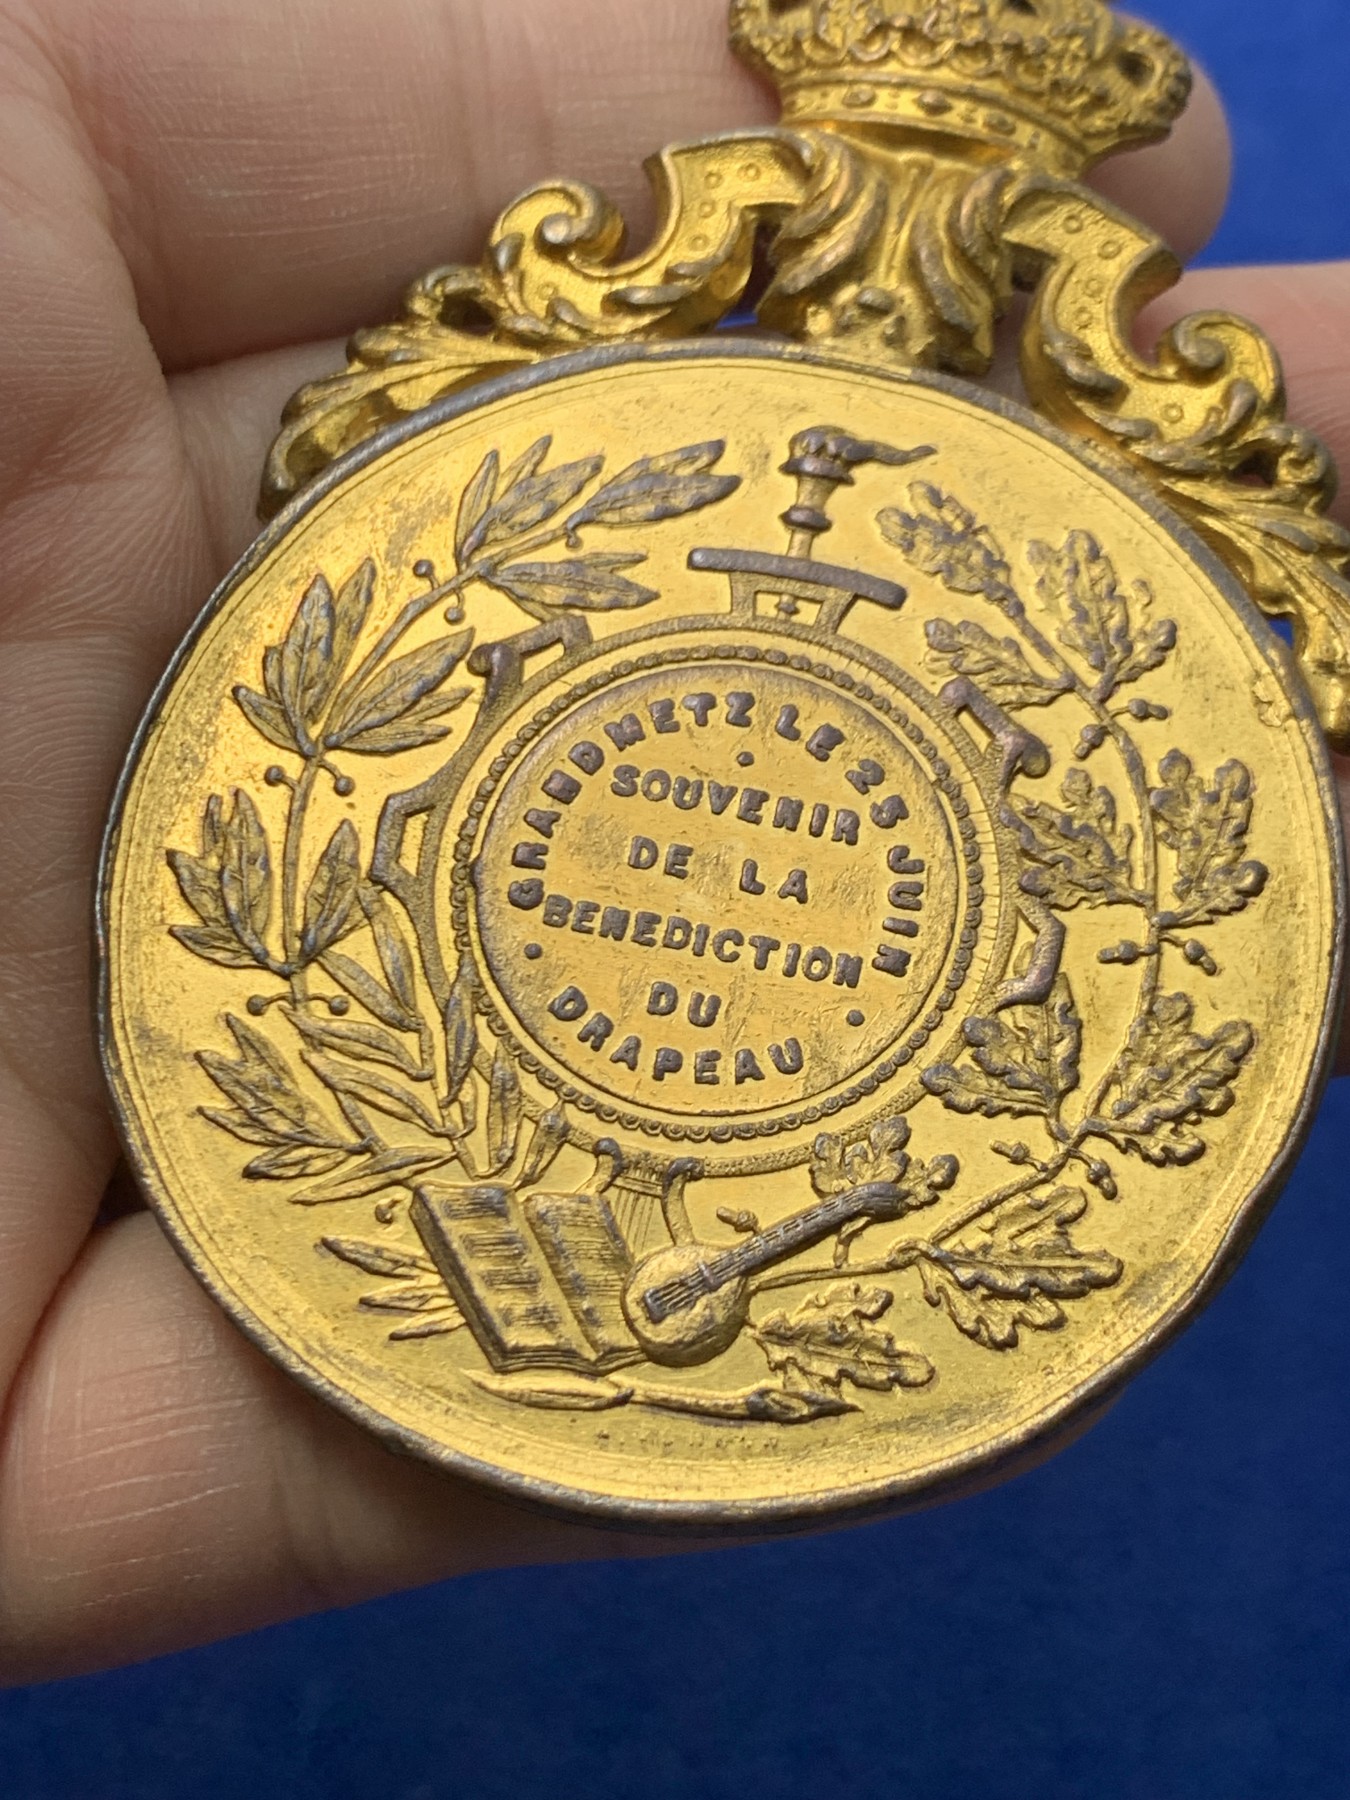 GRANDMETZ LE 25 JUIN
SOUVENIR
DE LA
BENEDICTION
DU
DRAPEAU